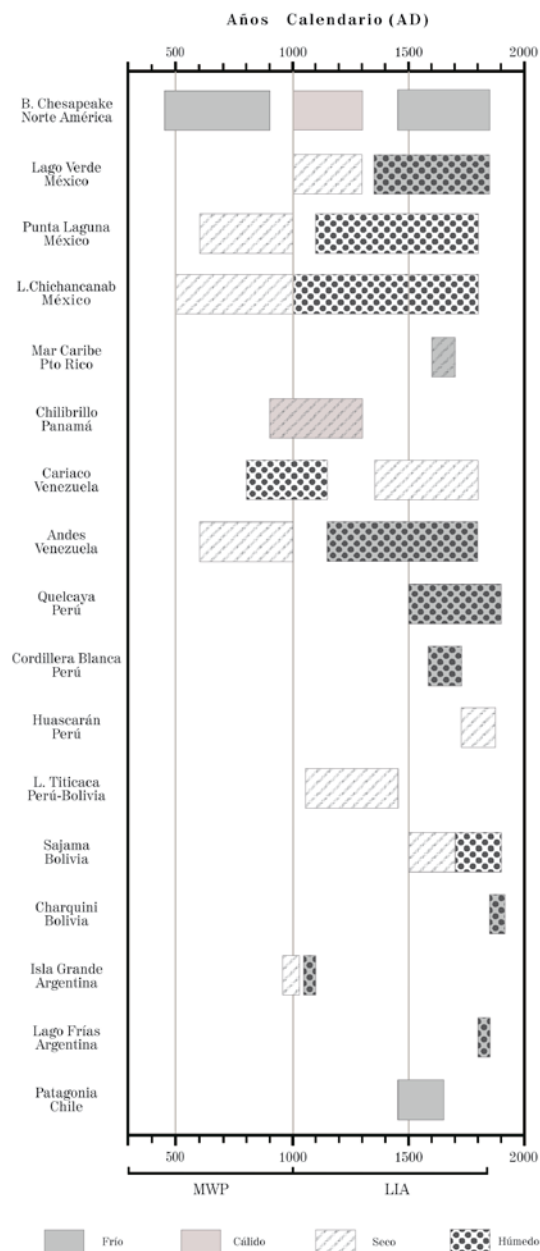 Años Calendario (AD)
500 1000 1500 2000
B. Chesapeake
Norte América
Lago Verde
México
Punta Laguna
México
L.Chichancanab
México
Mar Caribe
Pto Rico
Chilibrillo
Panamá
Cariaco
Venezuela
Andes
Venezuela
Quelcaya
Perú
Cordillera Blanca
Perú
Huascarán
Perú
L. Titicaca
Perú-Bolivia
Sajama
Bolivia
Charquini
Bolivia
Isla Grande
Argentina
Lago Frías
Argentina
Patagonia
Chile
500 1000 1500 2000
MWP LIA
Frío Cálido Seco Húmedo